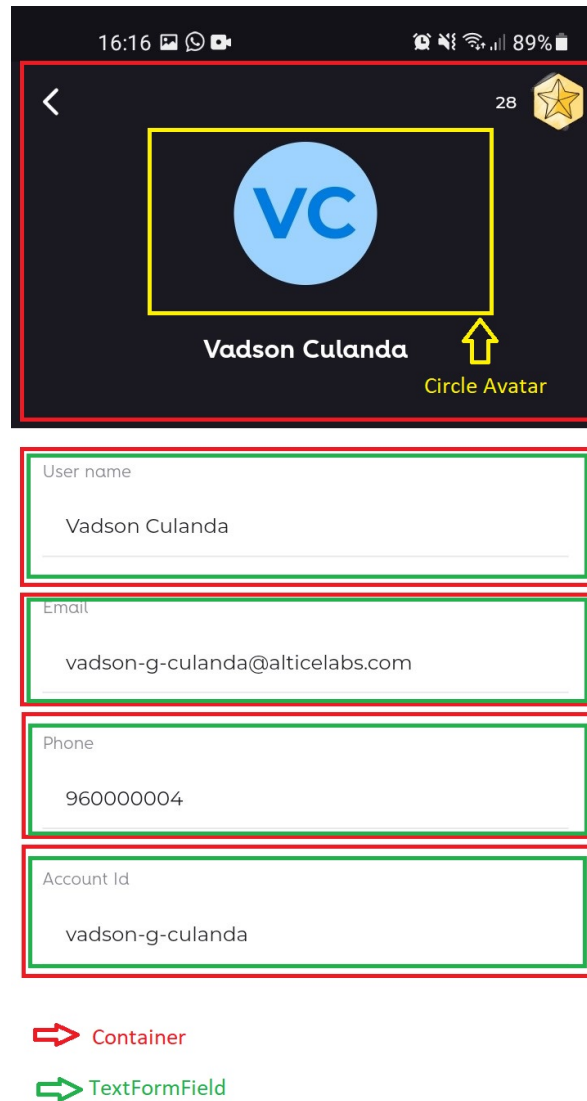 16:16 89%
28
VC
Vadson Culanda
Circle Avatar
User name
Vadson Culanda
Email
vadson-g-culanda@alticelabs.com
Phone
960000004
Account Id
vadson-g-culanda
Container
TextFormField